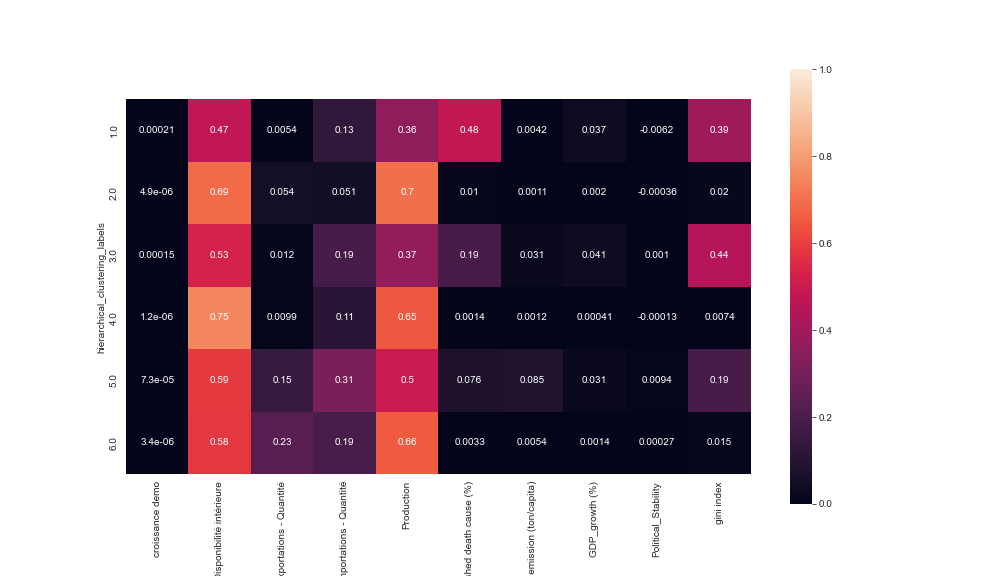 1.0
0.8
0.6
0.4
0.2
0.0
hierarchical_clustering_labels
1.0 0.00021 0.47 0.0054 0.13 0.36 0.48 0.0042 0.037 -0.0062 0.39
2.0 4.9e-06 0.69 0.054 0.051 0.7 0.01 0.0011 0.002 -0.00036 0.02
3.0 0.00015 0.53 0.012 0.19 0.37 0.19 0.031 0.041 0.001 0.44
4.0 1.2e-06 0.75 0.0099 0.11 0.65 0.0014 0.0012 0.00041 -0.00013 0.0074
5.0 7.3e-05 0.59 0.15 0.31 0.5 0.076 0.085 0.031 0.0094 0.19
6.0 3.4e-06 0.58 0.23 0.19 0.66 0.0033 0.0054 0.0014 0.00027 0.015
croissance demo
Disponibilité intérieure
xportations - Quantité
mportations - Quantité
Production
hed death cause (%)
emission (ton/capita)
GDP_growth (%)
Political_Stability
gini index